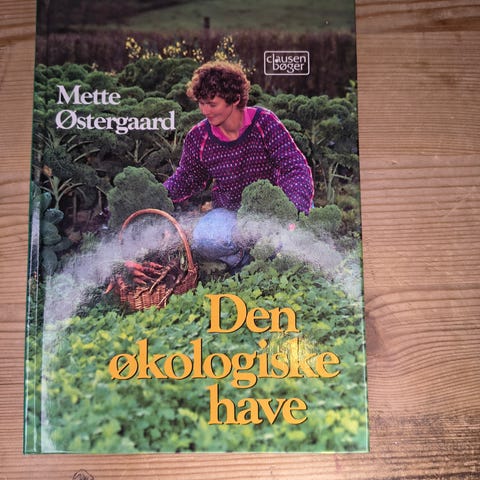 clausen
bøger
Mette
Østergaard
Den
økologiske
have